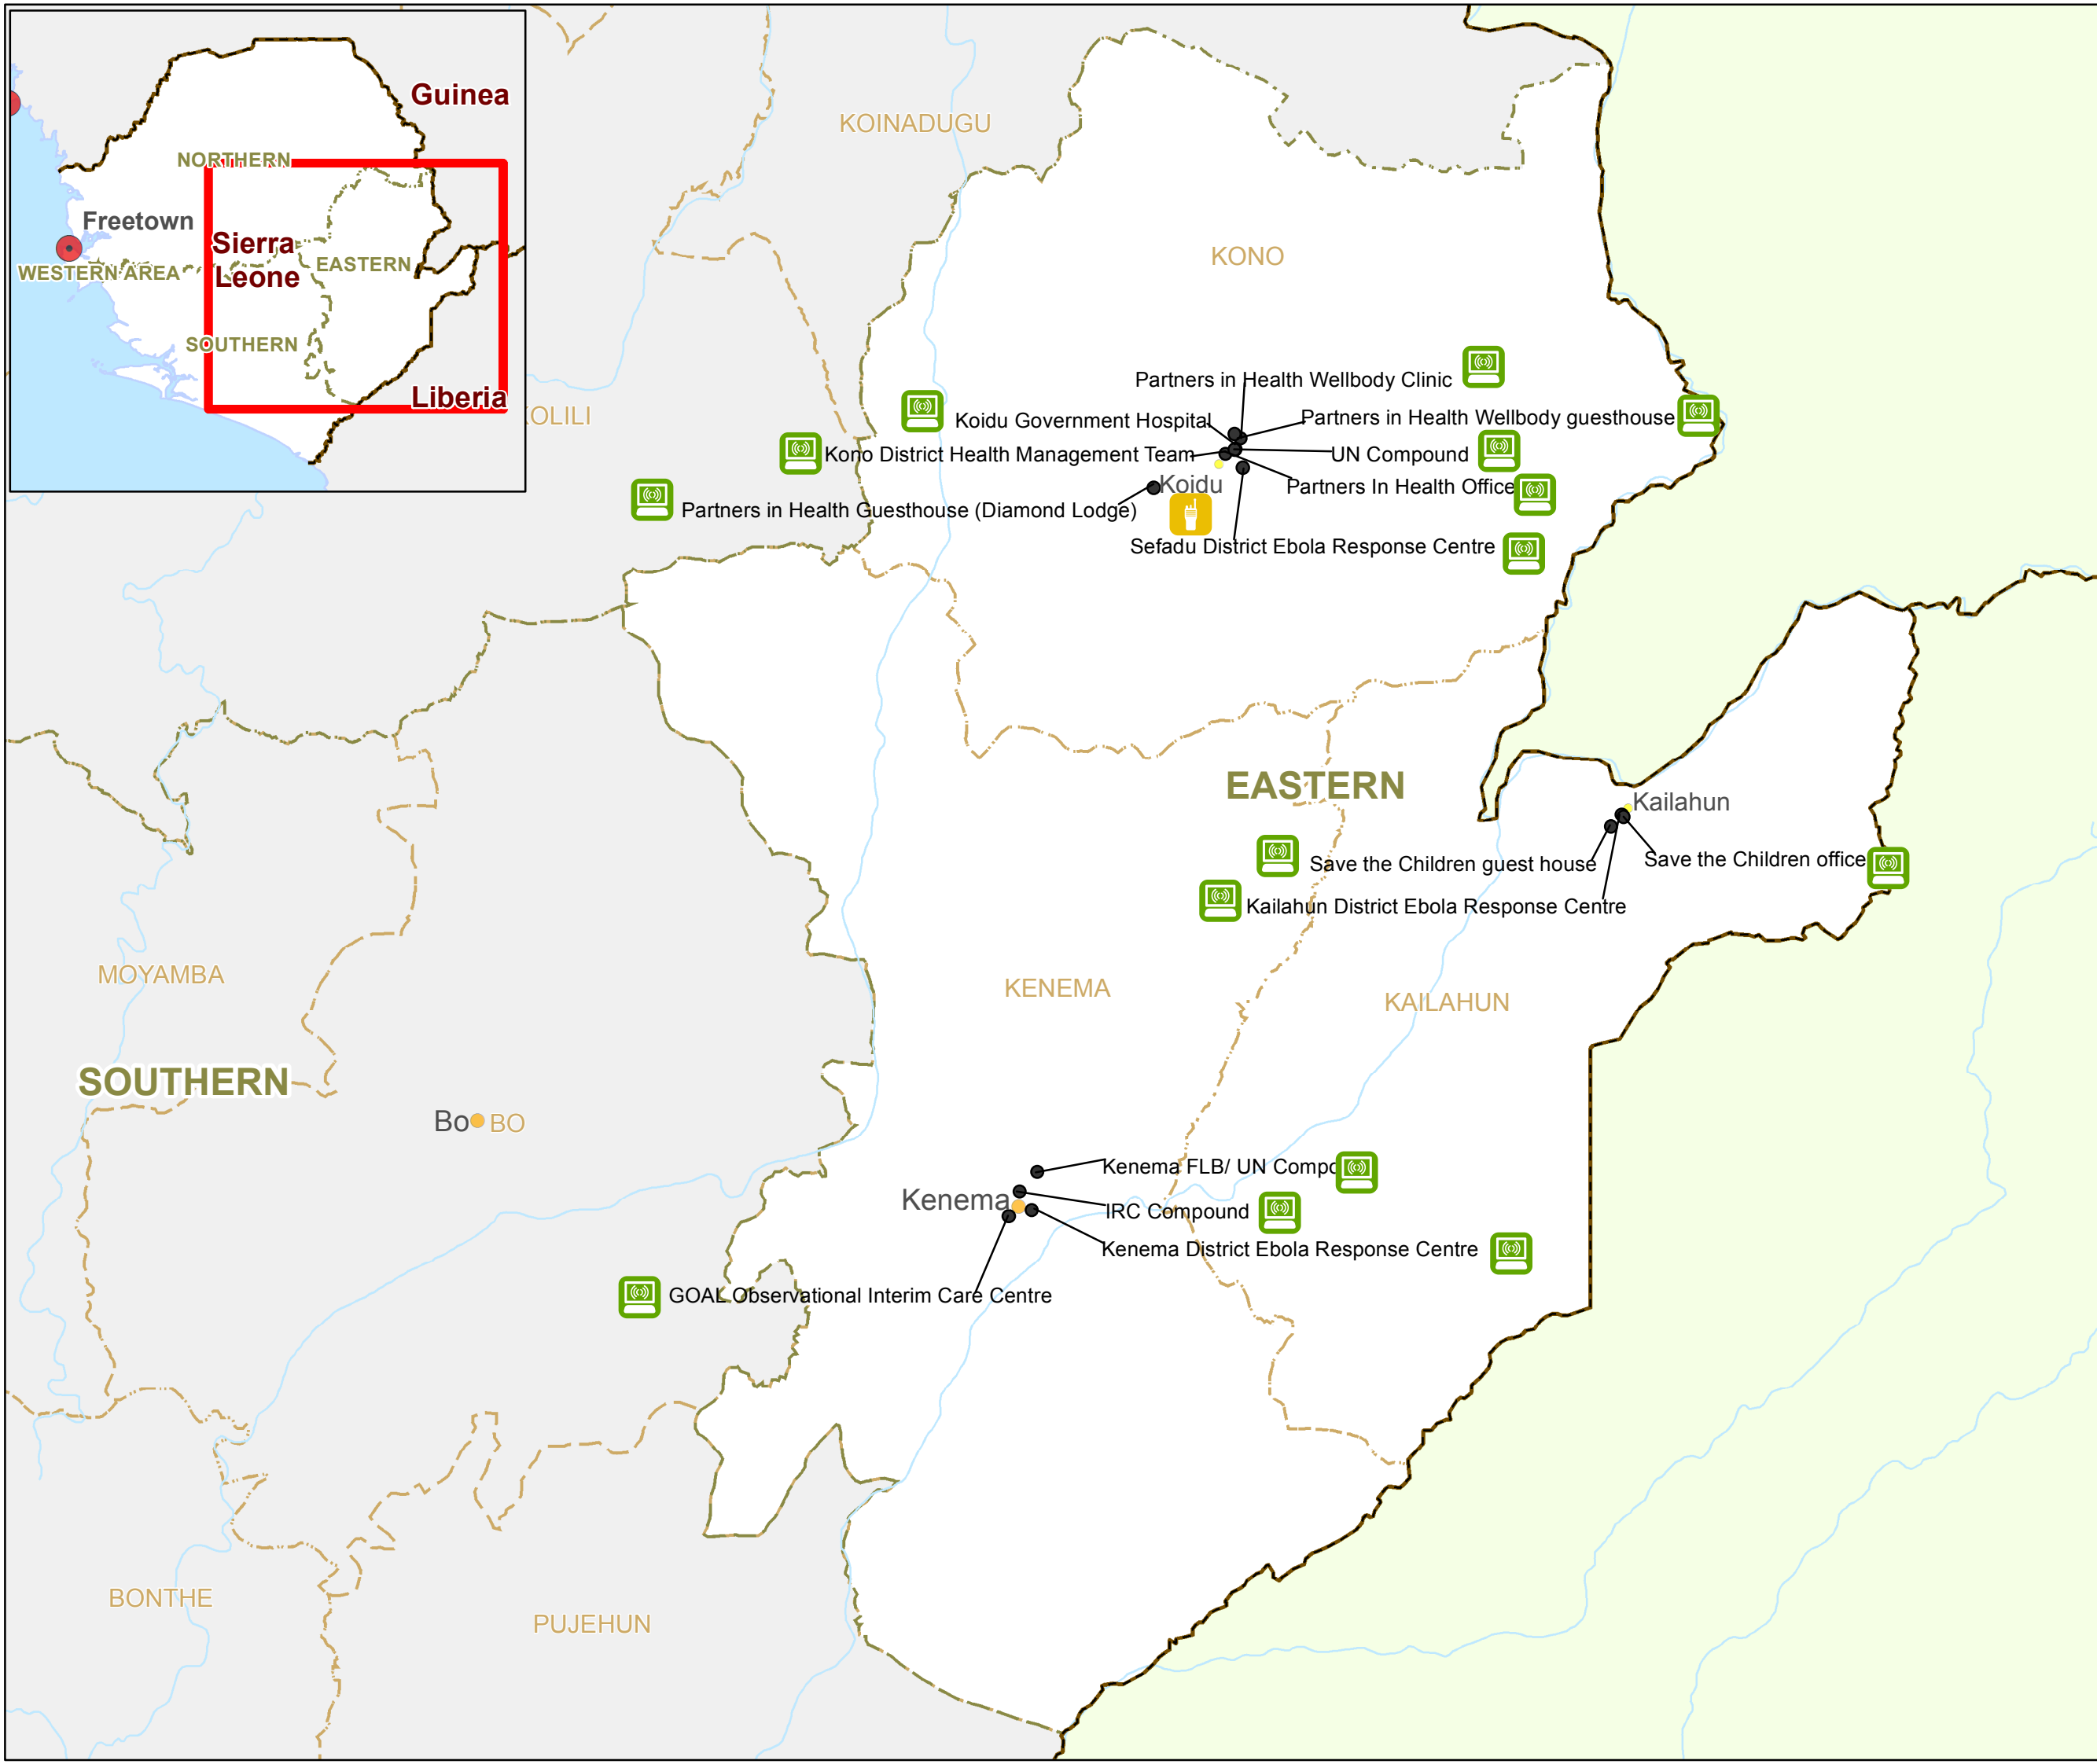 Guinea
NORTHERN
Freetown
Sierra
Leone
WESTERN AREA
EASTERN
SOUTHERN
Liberia
KOINADUGU
KONO
KOLILI
Partners in Health Wellbody Clinic
Koidu Government Hospital
Partners in Health Wellbody guesthouse
Kono District Health Management Team
UN Compound
Koidu
Partners In Health Office
Partners in Health Guesthouse (Diamond Lodge)
Sefadu District Ebola Response Centre
EASTERN
Kailahun
Save the Children guest house
Save the Children office
Kailahun District Ebola Response Centre
MOYAMBA
KENEMA
KAILAHUN
SOUTHERN
Bo
BO
Kenema FLB/ UN Compo
Kenema
IRC Compound
Kenema District Ebola Response Centre
GOAL Observational Interim Care Centre
BONTHE
PUJEHUN